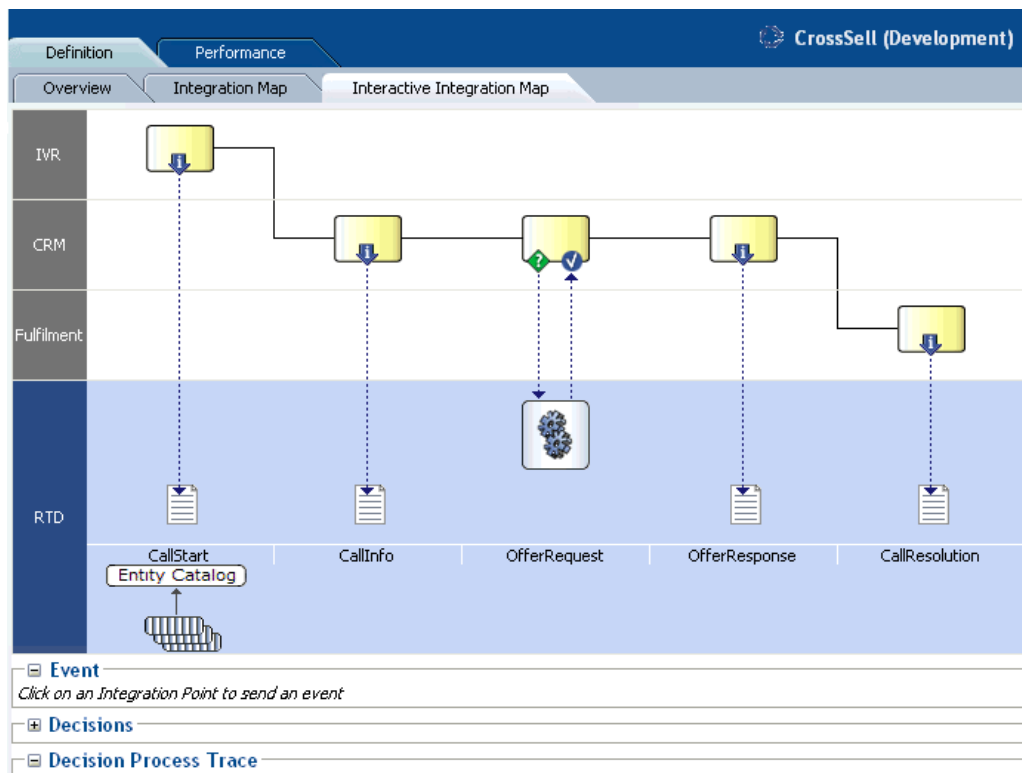 CrossSell (Development)
Definition Performance
Overview Integration Map Interactive Integration Map
IVR
CRM
Fulfilment
RTD
CallStart CallInfo OfferRequest OfferResponse CallResolution
Entity Catalog
Event
Click on an Integration Point to send an event
Decisions
Decision Process Trace